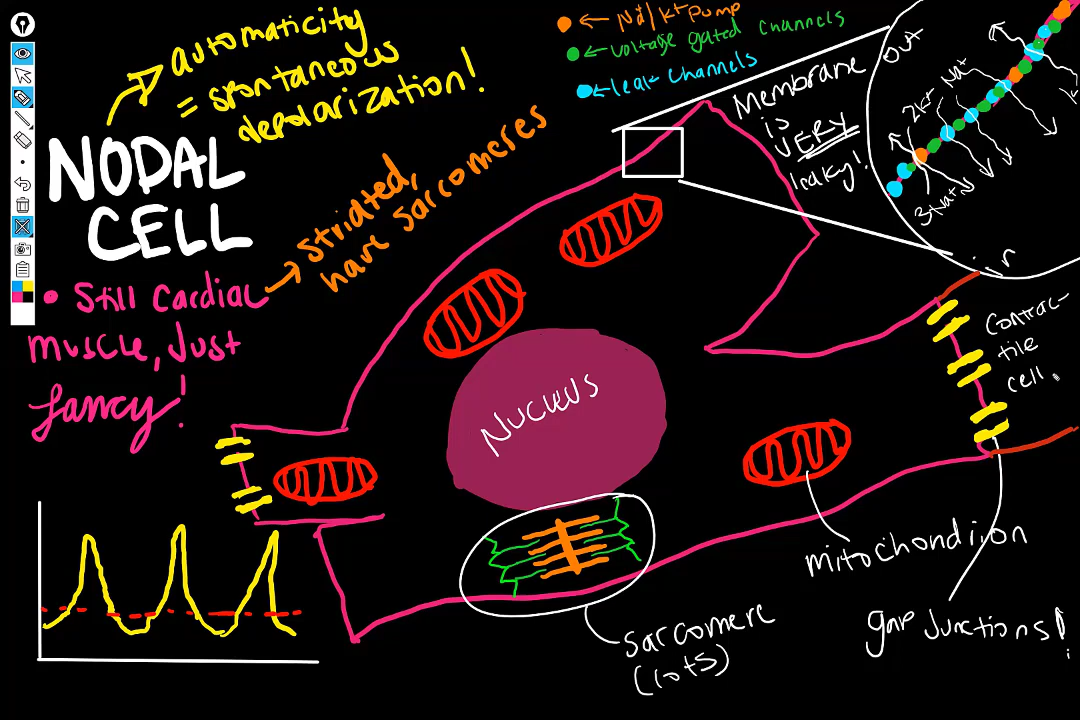 automaticity
= spontaneous
depolarization!
NODAL
CELL
striated,
have sarcomeres
• Still Cardiac
muscle, Just
fancy!
← Na+/K+ Pump
← voltage gated channels
← leak channels
Membrane
is
VERY
leaky!
out
2K+
Na+
3Na+
in
Nucleus
contrac-
tile
cell.
mitochondrion
gap Junctions!
sarcomere
(lots)